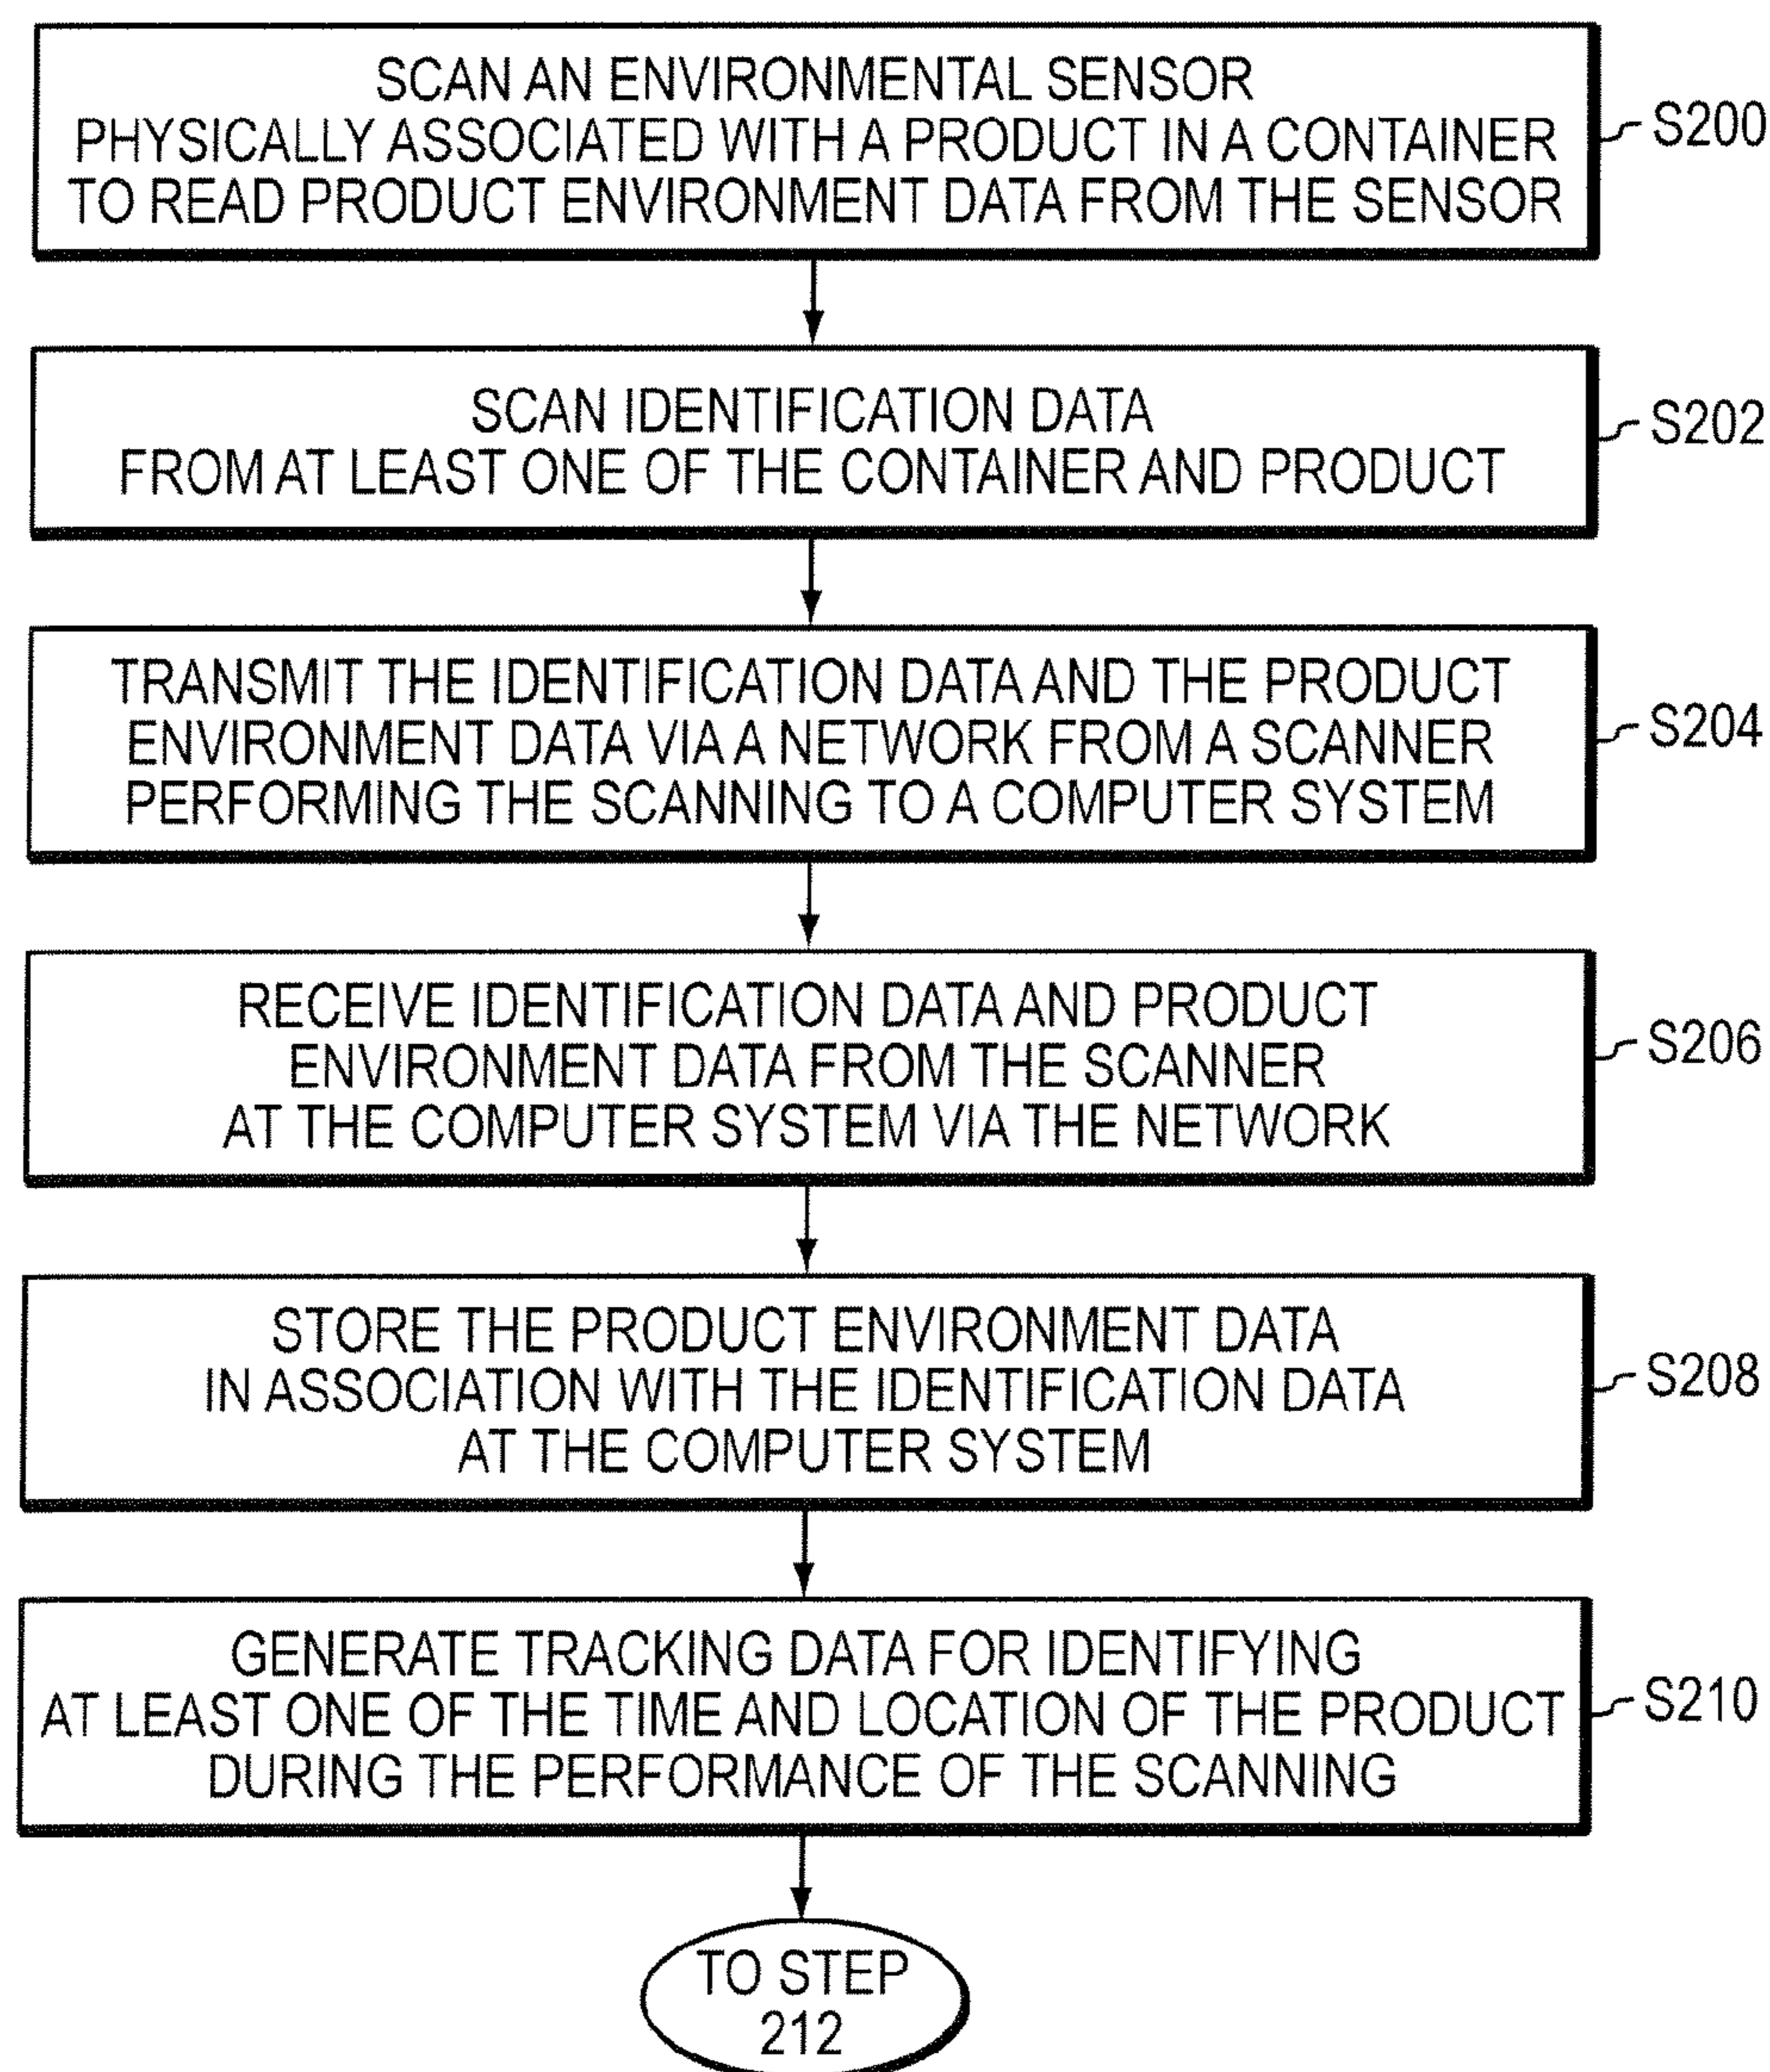 SCAN AN ENVIRONMENTAL SENSOR
PHYSICALLY ASSOCIATED WITH A PRODUCT IN A CONTAINER
TO READ PRODUCT ENVIRONMENT DATA FROM THE SENSOR
S200
SCAN IDENTIFICATION DATA
FROM AT LEAST ONE OF THE CONTAINER AND PRODUCT
S202
TRANSMIT THE IDENTIFICATION DATA AND THE PRODUCT
ENVIRONMENT DATA VIA A NETWORK FROM A SCANNER
PERFORMING THE SCANNING TO A COMPUTER SYSTEM
S204
RECEIVE IDENTIFICATION DATA AND PRODUCT
ENVIRONMENT DATA FROM THE SCANNER
AT THE COMPUTER SYSTEM VIA THE NETWORK
S206
STORE THE PRODUCT ENVIRONMENT DATA
IN ASSOCIATION WITH THE IDENTIFICATION DATA
AT THE COMPUTER SYSTEM
S208
GENERATE TRACKING DATA FOR IDENTIFYING
AT LEAST ONE OF THE TIME AND LOCATION OF THE PRODUCT
DURING THE PERFORMANCE OF THE SCANNING
S210
TO STEP
212